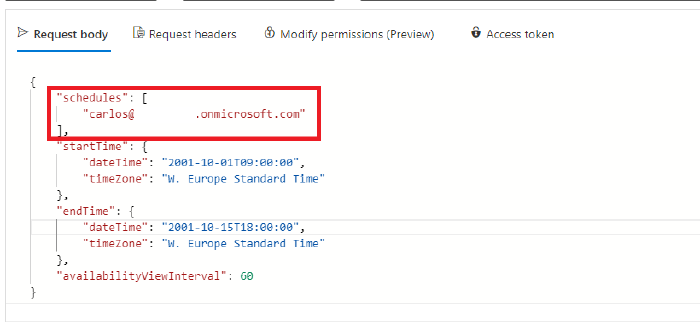 Request body Request headers Modify permissions (Preview) Access token
{
"schedules": [
"carlos@ .onmicrosoft.com"
],
"startTime": {
"dateTime": "2001-10-01T09:00:00",
"timeZone": "W. Europe Standard Time"
},
"endTime": {
"dateTime": "2001-10-15T18:00:00",
"timeZone": "W. Europe Standard Time"
},
"availabilityViewInterval": 60
}